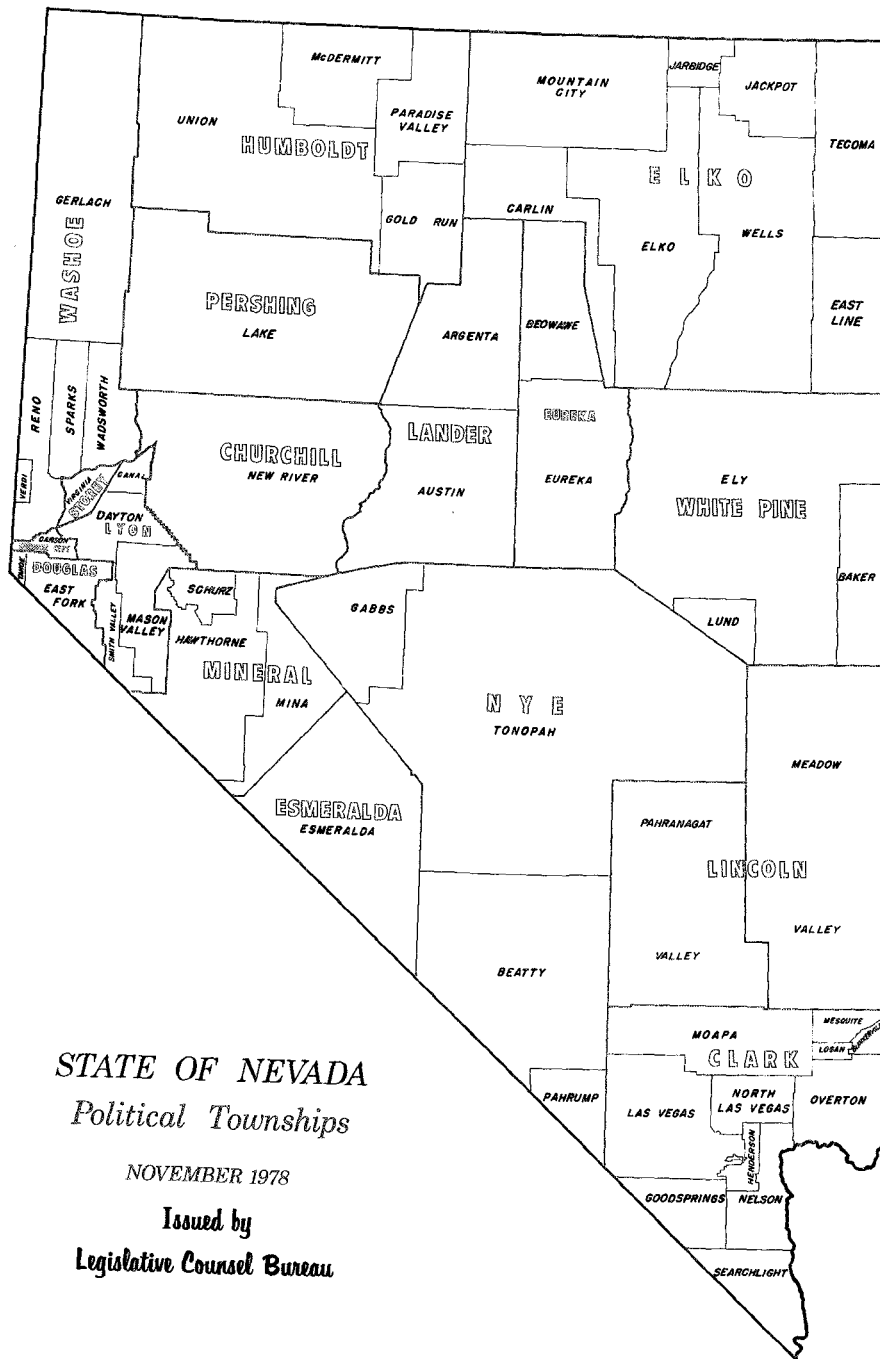 McDERMITT
MOUNTAIN
CITY
JARBIDGE
JACKPOT
UNION
PARADISE
VALLEY
HUMBOLDT
TECOMA
ELKO
GERLACH
WASHOE
GOLD RUN
CARLIN
ELKO
WELLS
PERSHING
LAKE
ARGENTA
BEOWAWE
EAST
LINE
RENO
SPARKS
WADSWORTH
EUREKA
CHURCHILL
NEW RIVER
LANDER
AUSTIN
EUREKA
ELY
WHITE PINE
VERDI
VIRGINIA
STOREY
CANAL
DAYTON
LYON
CARSON
DOUGLAS
EAST
FORK
SMITH VALLEY
MASON
VALLEY
SCHURZ
HAWTHORNE
MINERAL
MINA
GABBS
LUND
BAKER
NYE
TONOPAH
MEADOW
VALLEY
ESMERALDA
ESMERALDA
PAHRANAGAT
VALLEY
LINCOLN
BEATTY
MOAPA
CLARK
MESQUITE
LOGAN
PAHRUMP
LAS VEGAS
NORTH
LAS VEGAS
OVERTON
HENDERSON
GOODSPRINGS
NELSON
SEARCHLIGHT
STATE OF NEVADA
Political Townships
NOVEMBER 1978
Issued by
Legislative Counsel Bureau